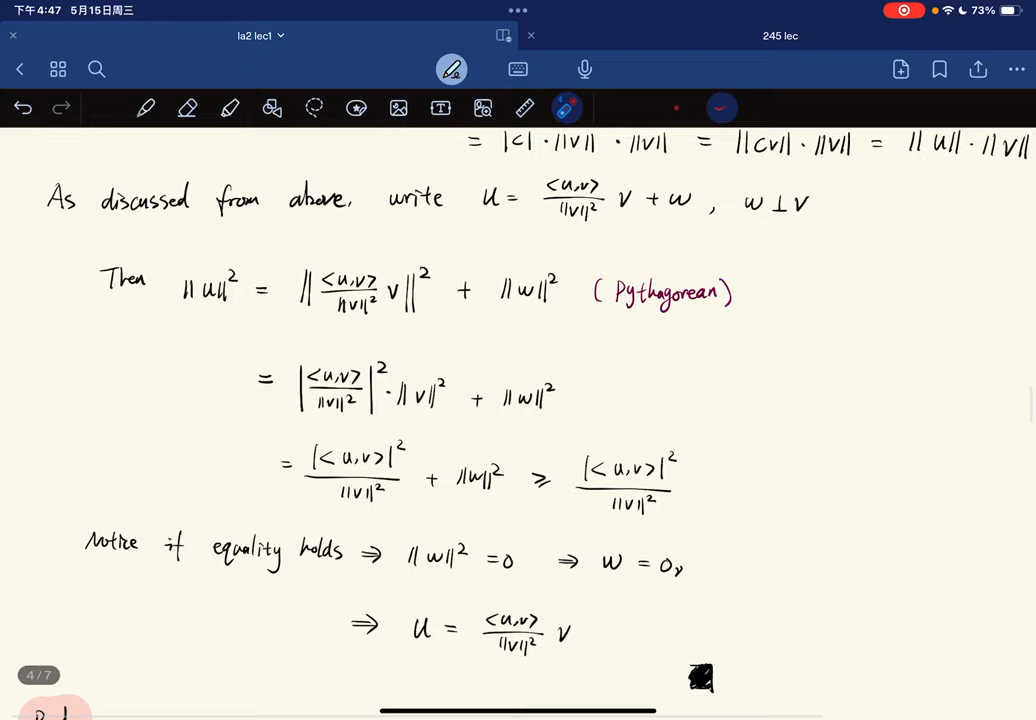 下午4:47 5月15日周三 73%
la2 lec1 245 lec
= |c| · ||v|| · ||v|| = ||cv|| · ||v|| = ||u|| · ||v||
As discussed from above, write u = <u,v>/||v||² v + w , w ⊥ v
Then ||u||² = || <u,v>/||v||² v ||² + ||w||² (Pythagorean)
= | <u,v>/||v||² |² · ||v||² + ||w||²
= |<u,v>|²/||v||² + ||w||² ≥ |<u,v>|²/||v||²
Notice if equality holds ⇒ ||w||² = 0 ⇒ w = 0ᵥ
⇒ u = <u,v>/||v||² v
4/7